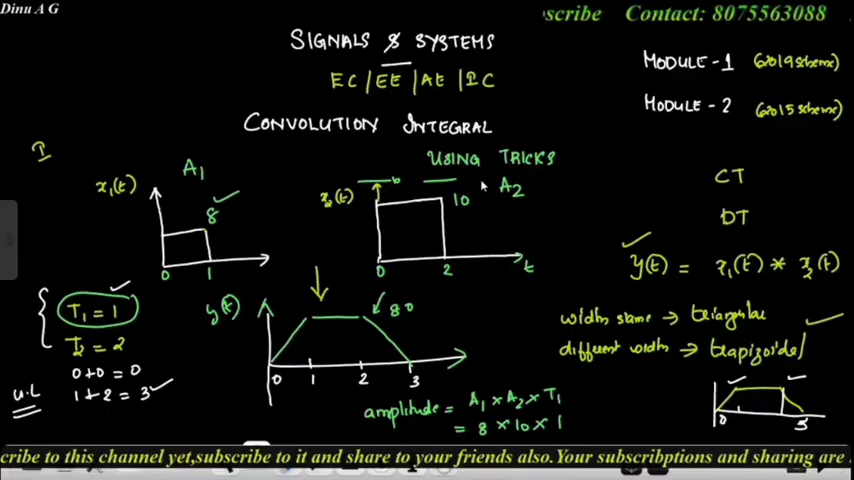 Dinu A G
scribe Contact: 8075563088
SIGNALS & SYSTEMS
EC | EE | AE | IC
MODULE - 1 (2019 scheme)
MODULE - 2 (2015 scheme)
CONVOLUTION INTEGRAL
USING TRICKS
I
A1
x1(t)
8
0 1
x2(t)
10
A2
0 2 t
CT
DT
y(t) = x1(t) * x2(t)
T1 = 1
T2 = 2
0+0 = 0
U.L 1+2 = 3
y(t)
80
0 1 2 3
amplitude = A1 × A2 × T1
= 8 × 10 × 1
width same → triangular
different width → trapizoidal
0 3
cribe to this channel yet,subscribe to it and share to your friends also.Your subscribptions and sharing are